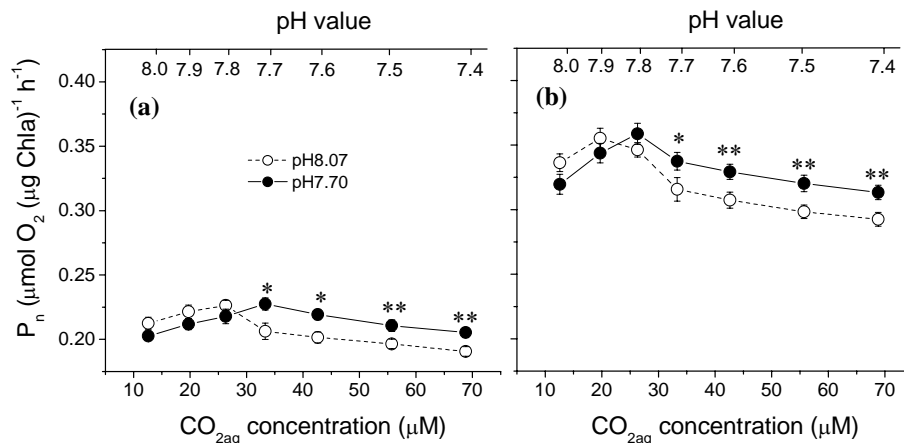 pH value
pH value
8.0 7.9 7.8 7.7 7.6 7.5 7.4
8.0 7.9 7.8 7.7 7.6 7.5 7.4
0.40
0.35
0.30
0.25
0.20
(a)
(b)
pH8.07
pH7.70
* * ** **
* ** ** **
Pn (μmol O2 (μg Chla)-1 h-1)
10 20 30 40 50 60 70
10 20 30 40 50 60 70
CO2aq concentration (μM)
CO2aq concentration (μM)